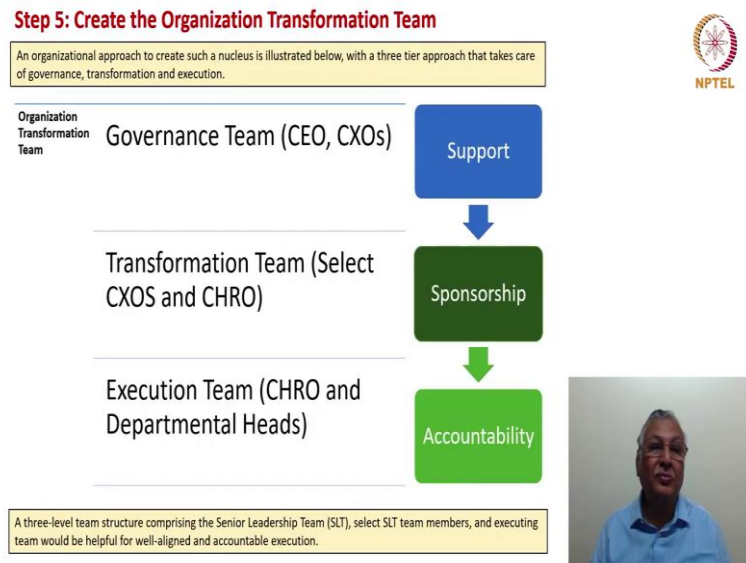 Step 5: Create the Organization Transformation Team
An organizational approach to create such a nucleus is illustrated below, with a three tier approach that takes care
of governance, transformation and execution.
NPTEL
Organization
Transformation
Team
Governance Team (CEO, CXOs)
Support
Transformation Team (Select
CXOS and CHRO)
Sponsorship
Execution Team (CHRO and
Departmental Heads)
Accountability
A three-level team structure comprising the Senior Leadership Team (SLT), select SLT team members, and executing
team would be helpful for well-aligned and accountable execution.